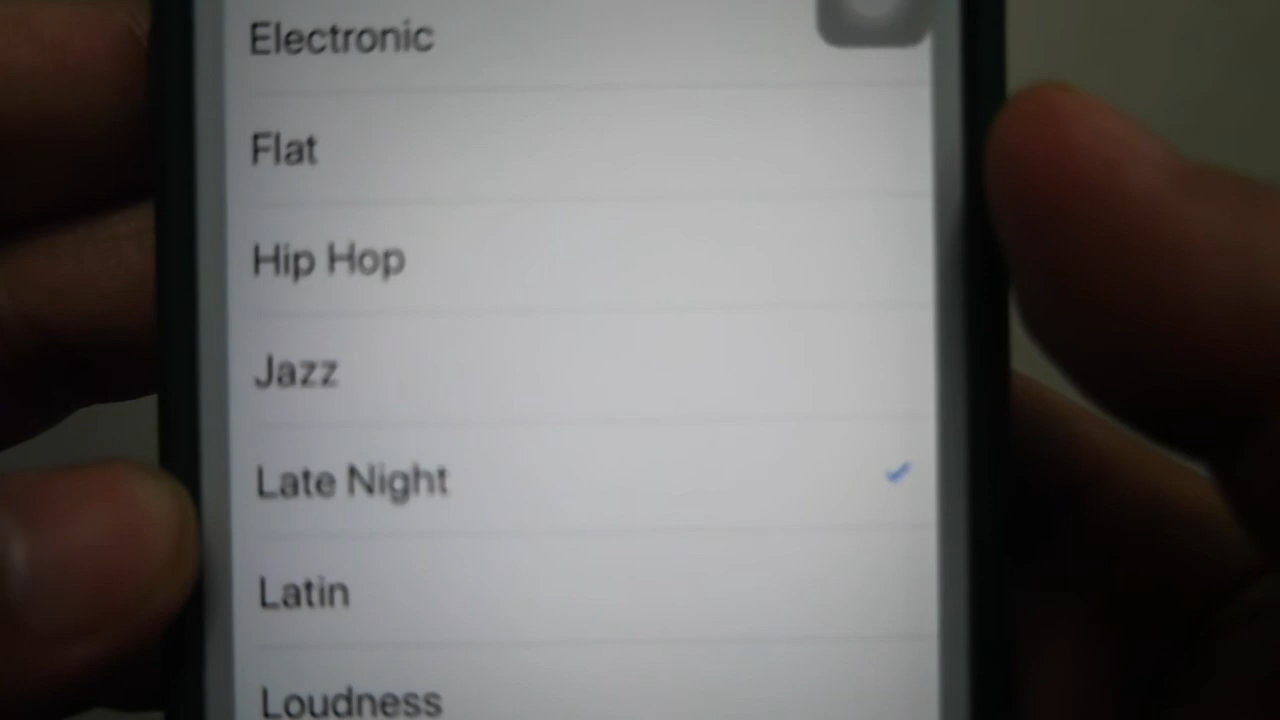 Electronic
Flat
Hip Hop
Jazz
Late Night
Latin
Loudness